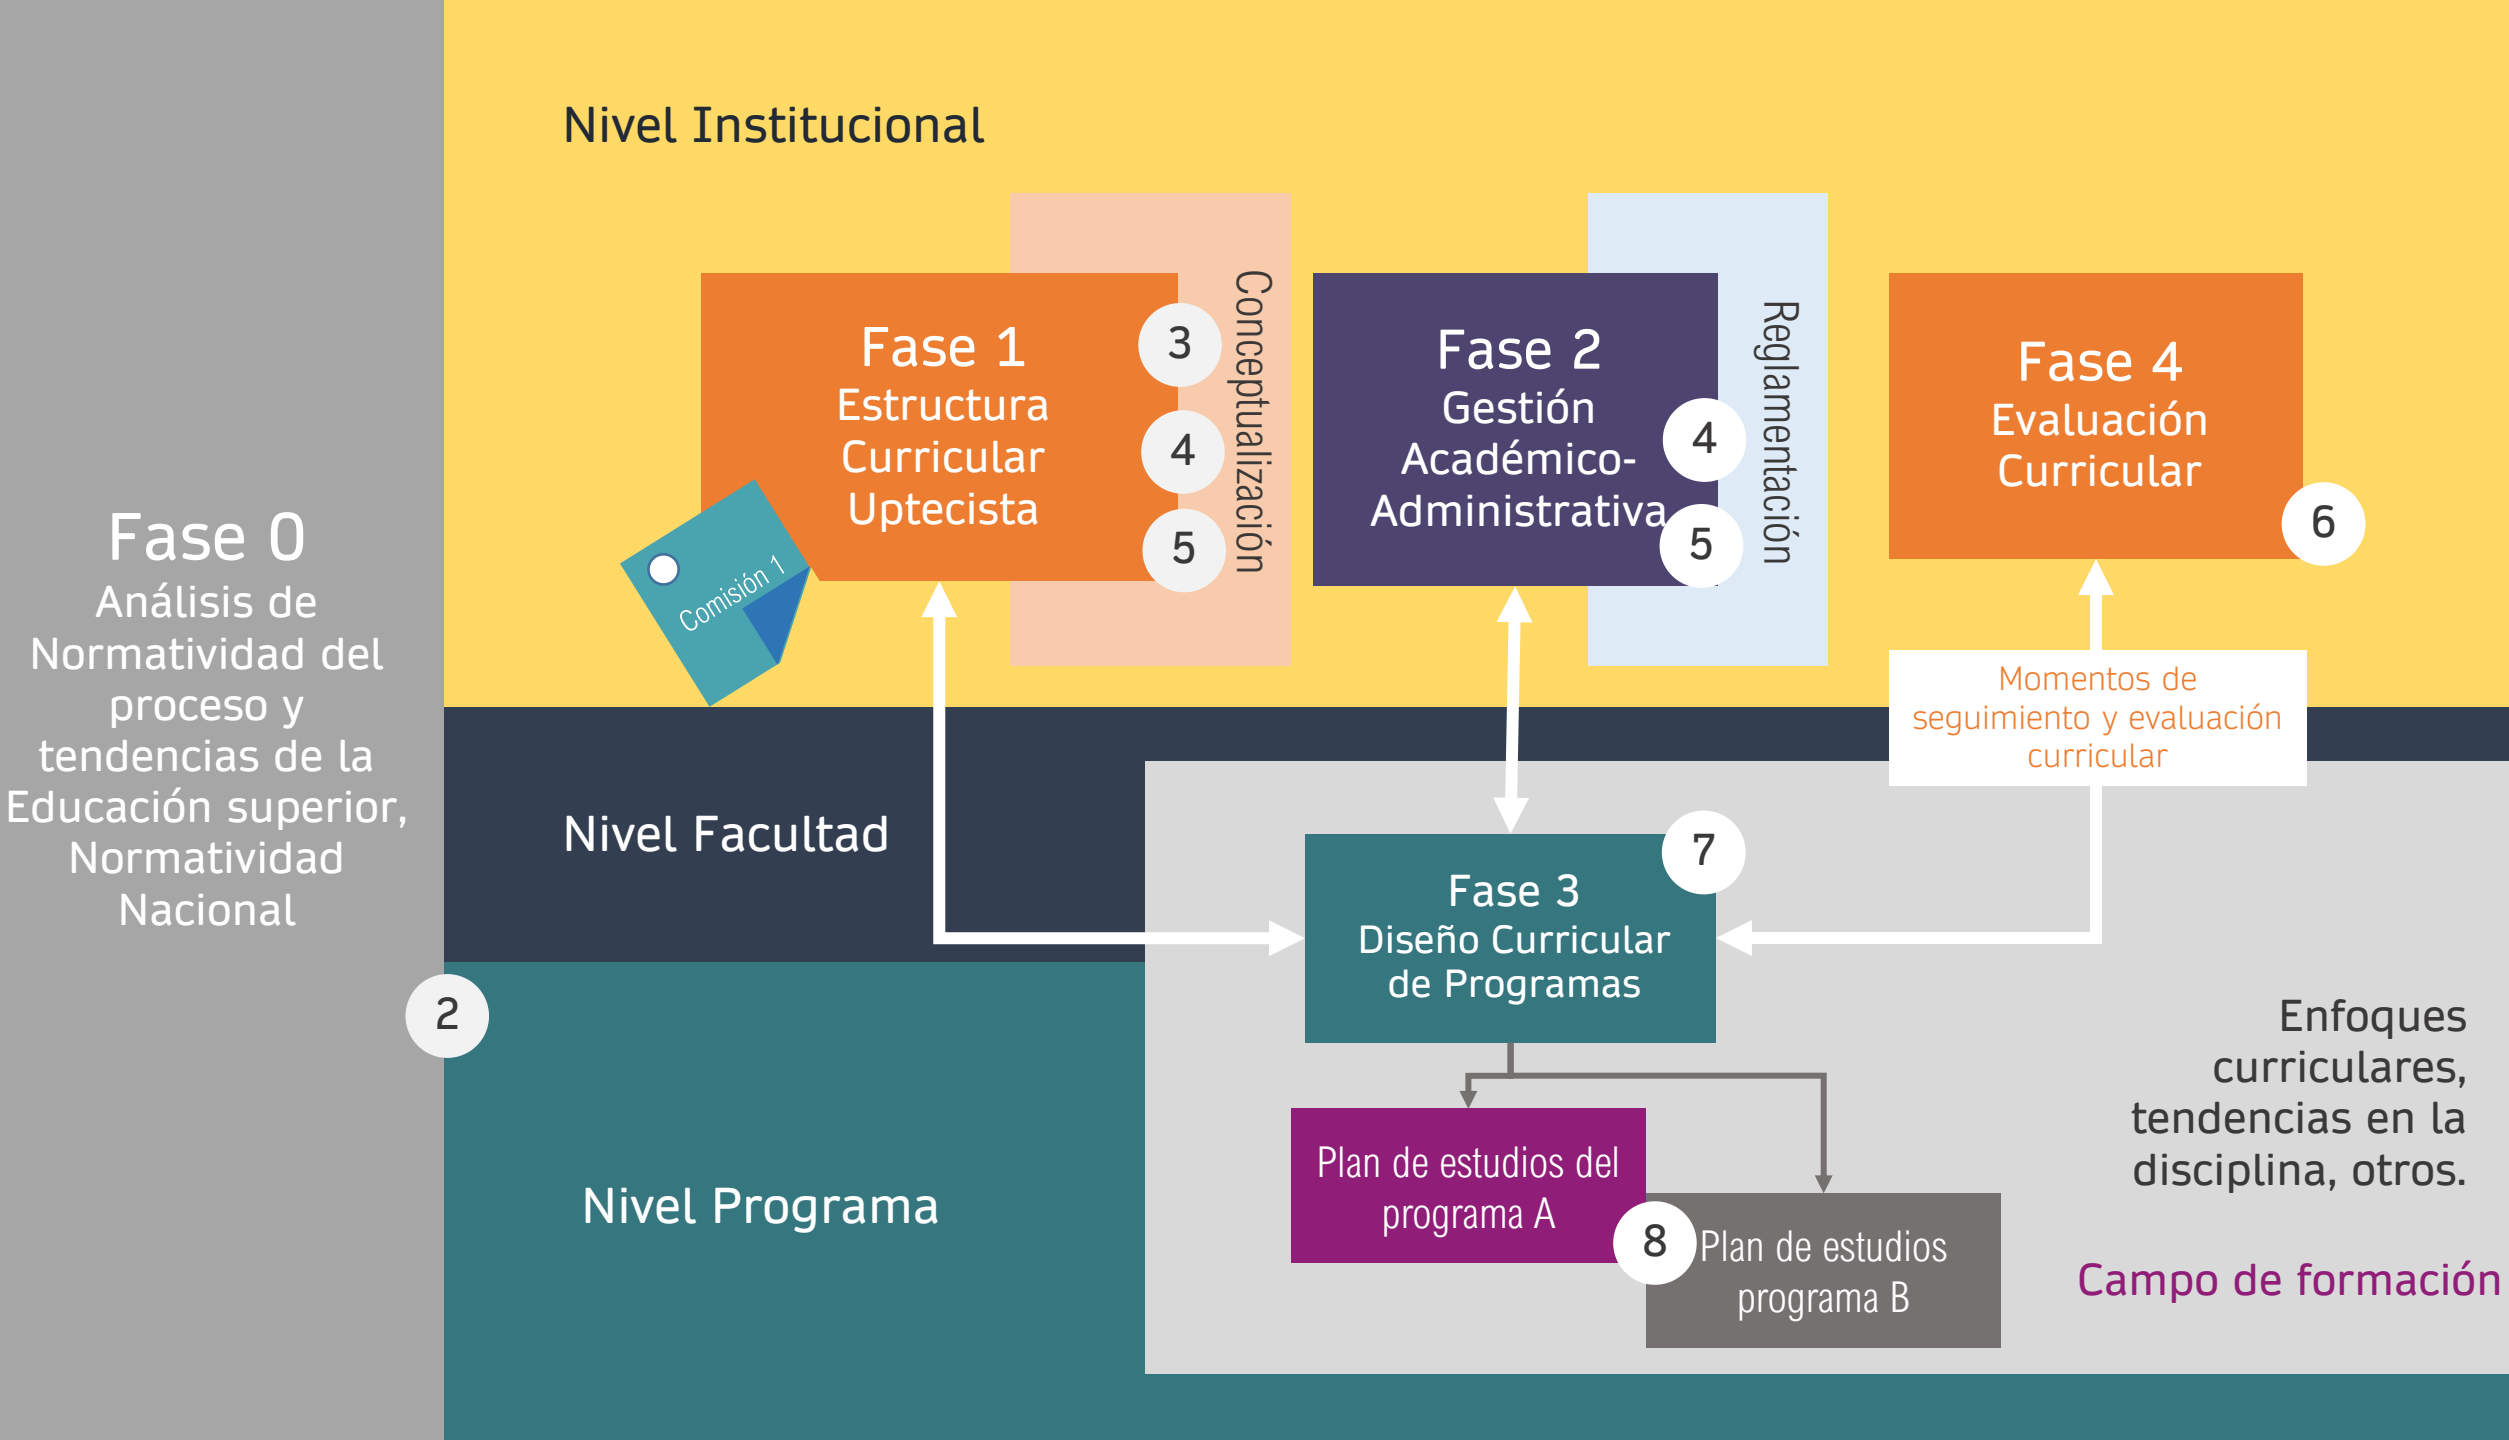 Fase 0
Análisis de
Normatividad del
proceso y
tendencias de la
Educación superior,
Normatividad
Nacional
2
Nivel Institucional
Fase 1
Estructura
Curricular
Uptecista
3
4
5
Conceptualización
Comisión 1
Fase 2
Gestión
Académico-
Administrativa
4
5
Reglamentación
Fase 4
Evaluación
Curricular
6
Momentos de
seguimiento y evaluación
curricular
Nivel Facultad
Fase 3
Diseño Curricular
de Programas
7
Nivel Programa
Plan de estudios del
programa A
8
Plan de estudios
programa B
Enfoques
curriculares,
tendencias en la
disciplina, otros.
Campo de formación